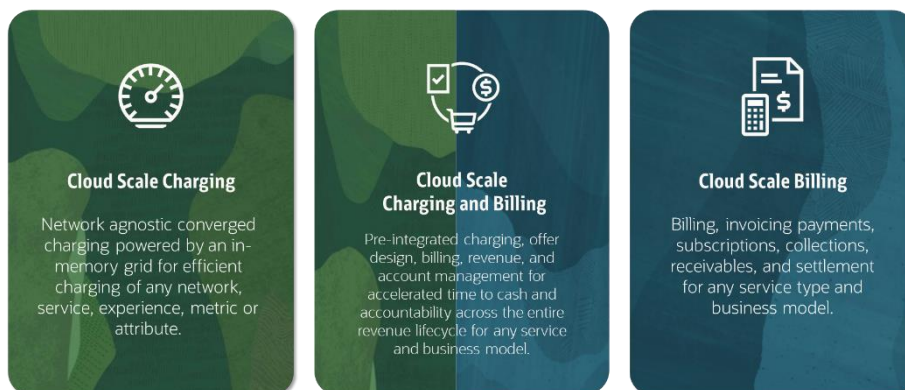 Cloud Scale Charging
Network agnostic converged
charging powered by an in-
memory grid for efficient
charging of any network,
service, experience, metric or
attribute.
Cloud Scale
Charging and Billing
Pre-integrated charging, offer
design, billing, revenue, and
account management for
accelerated time to cash and
accountability across the entire
revenue lifecycle for any service
and business model.
Cloud Scale Billing
Billing, invoicing payments,
subscriptions, collections,
receivables, and settlement
for any service type and
business model.